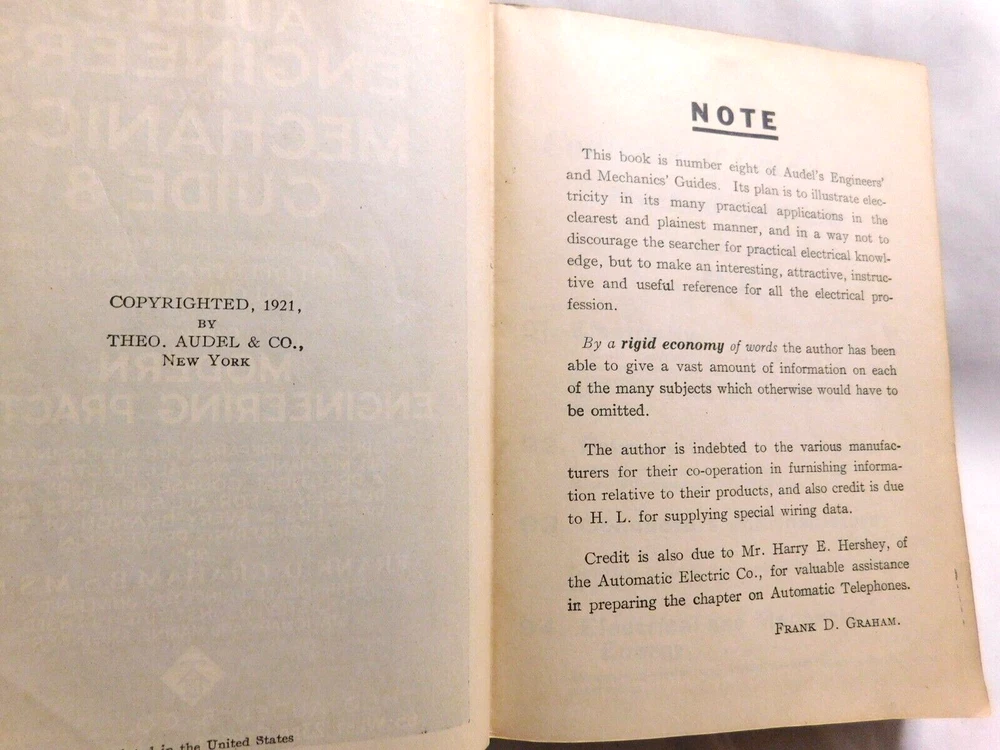 COPYRIGHTED, 1921,
BY
THEO. AUDEL & CO.,
NEW YORK
in the United States
NOTE
This book is number eight of Audel's Engineers'
and Mechanics' Guides. Its plan is to illustrate elec-
tricity in its many practical applications in the
clearest and plainest manner, and in a way not to
discourage the searcher for practical electrical knowl-
edge, but to make an interesting, attractive, instruc-
tive and useful reference for all the electrical pro-
fession.
By a rigid economy of words the author has been
able to give a vast amount of information on each
of the many subjects which otherwise would have to
be omitted.
The author is indebted to the various manufac-
turers for their co-operation in furnishing informa-
tion relative to their products, and also credit is due
to H. L. for supplying special wiring data.
Credit is also due to Mr. Harry E. Hershey, of
the Automatic Electric Co., for valuable assistance
in preparing the chapter on Automatic Telephones.
FRANK D. GRAHAM.